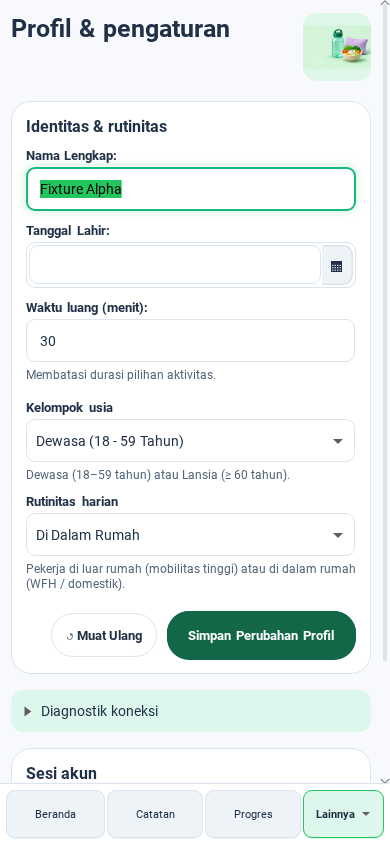 Profil & pengaturan
Identitas & rutinitas
Nama Lengkap:
Fixture Alpha
Tanggal Lahir:
Waktu luang (menit):
30
Membatasi durasi pilihan aktivitas.
Kelompok usia
Dewasa (18 - 59 Tahun)
Dewasa (18–59 tahun) atau Lansia (≥ 60 tahun).
Rutinitas harian
Di Dalam Rumah
Pekerja di luar rumah (mobilitas tinggi) atau di dalam rumah
(WFH / domestik).
Muat Ulang
Simpan Perubahan Profil
Diagnostik koneksi
Sesi akun
Beranda
Catatan
Progres
Lainnya